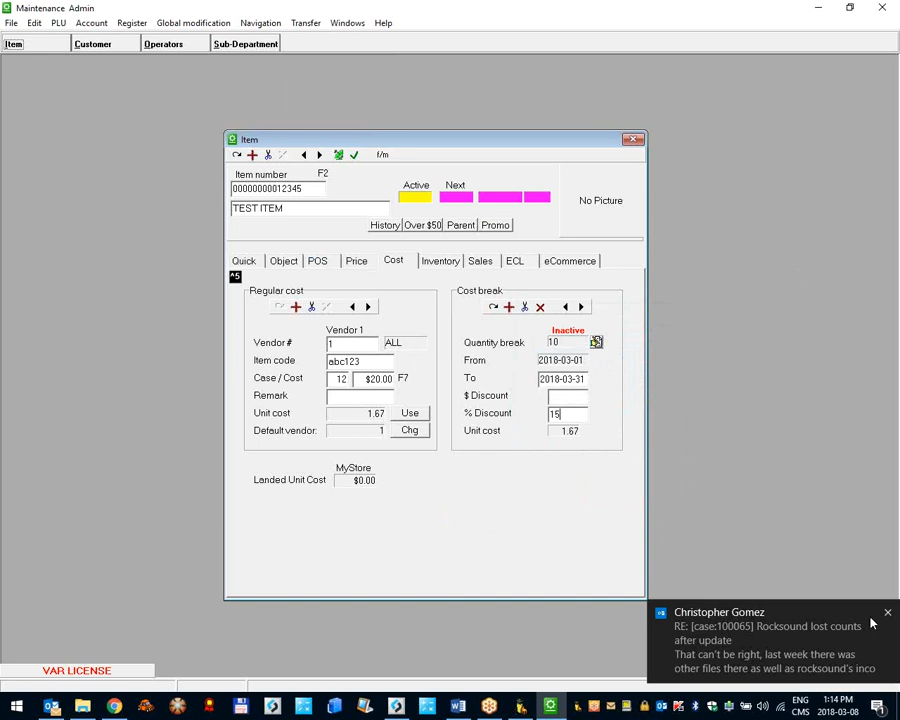 Maintenance Admin
File Edit PLU Account Register Global modification Navigation Transfer Windows Help
Item Customer Operators Sub-Department
Item
f/m
Item number F2
00000000012345
Active Next
TEST ITEM
No Picture
History Over $50 Parent Promo
Quick Object POS Price Cost Inventory Sales ECL eCommerce
^5
Regular cost
Cost break
Vendor 1
Inactive
Vendor # 1 ALL
Quantity break 10
Item code abc123
From 2018-03-01
Case / Cost 12 $20.00 F7
To 2018-03-31
Remark
$ Discount
Unit cost 1.67 Use
% Discount 15
Default vendor: 1 Chg
Unit cost 1.67
MyStore
Landed Unit Cost $0.00
Christopher Gomez
RE: [case:100065] Rocksound lost counts
after update
That can't be right, last week there was
other files there as well as rocksound's inco
VAR LICENSE
ENG
CMS
1:14 PM
2018-03-08
1